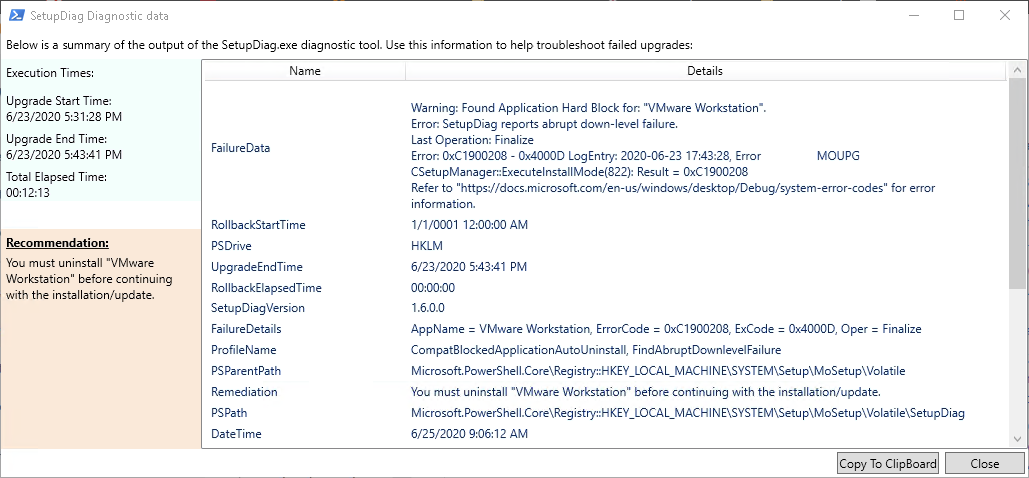 SetupDiag Diagnostic data
Below is a summary of the output of the SetupDiag.exe diagnostic tool. Use this information to help troubleshoot failed upgrades:
Execution Times:
Upgrade Start Time:
6/23/2020 5:31:28 PM
Upgrade End Time:
6/23/2020 5:43:41 PM
Total Elapsed Time:
00:12:13
Recommendation:
You must uninstall "VMware
Workstation" before continuing
with the installation/update.
Name Details
FailureData
Warning: Found Application Hard Block for: "VMware Workstation".
Error: SetupDiag reports abrupt down-level failure.
Last Operation: Finalize
Error: 0xC1900208 - 0x4000D LogEntry: 2020-06-23 17:43:28, Error MOUPG
CSetupManager::ExecuteInstallMode(822): Result = 0xC1900208
Refer to "https://docs.microsoft.com/en-us/windows/desktop/Debug/system-error-codes" for error
information.
RollbackStartTime 1/1/0001 12:00:00 AM
PSDrive HKLM
UpgradeEndTime 6/23/2020 5:43:41 PM
RollbackElapsedTime 00:00:00
SetupDiagVersion 1.6.0.0
FailureDetails AppName = VMware Workstation, ErrorCode = 0xC1900208, ExCode = 0x4000D, Oper = Finalize
ProfileName CompatBlockedApplicationAutoUninstall, FindAbruptDownlevelFailure
PSParentPath Microsoft.PowerShell.Core\Registry::HKEY_LOCAL_MACHINE\SYSTEM\Setup\MoSetup\Volatile
Remediation You must uninstall "VMware Workstation" before continuing with the installation/update.
PSPath Microsoft.PowerShell.Core\Registry::HKEY_LOCAL_MACHINE\SYSTEM\Setup\MoSetup\Volatile\SetupDiag
DateTime 6/25/2020 9:06:12 AM
Copy To ClipBoard Close